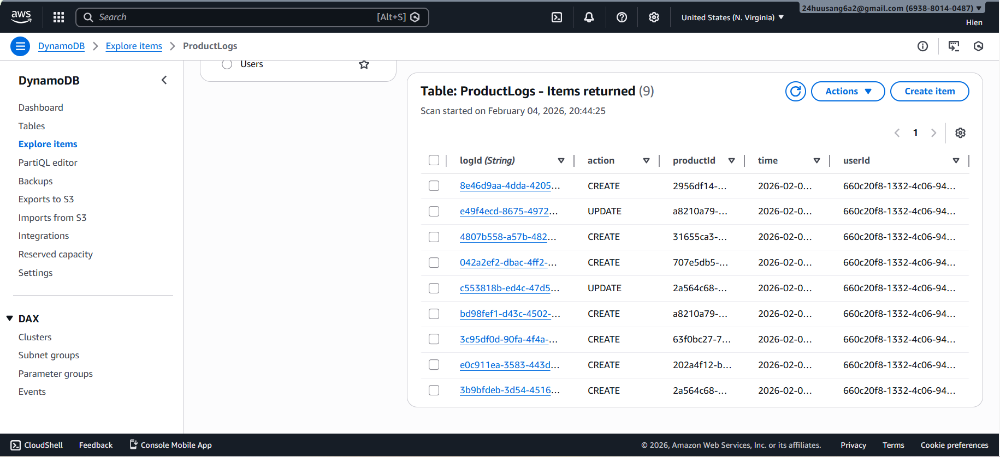 aws
Search [Alt+S]
United States (N. Virginia)
24huusang6a2@gmail.com (6938-8014-0487)
Hien
DynamoDB
Explore items
ProductLogs
DynamoDB
Dashboard
Tables
Explore items
PartiQL editor
Backups
Exports to S3
Imports from S3
Integrations
Reserved capacity
Settings
DAX
Clusters
Subnet groups
Parameter groups
Events
Users
Table: ProductLogs - Items returned (9)
Actions
Create item
Scan started on February 04, 2026, 20:44:25
1
logId (String) action productId time userId
8e46d9aa-4dda-4205... CREATE 2956df14-... 2026-02-0... 660c20f8-1332-4c06-94...
e49f4ecd-8675-4972... UPDATE a8210a79-... 2026-02-0... 660c20f8-1332-4c06-94...
4807b558-a57b-482... CREATE 31655ca3-... 2026-02-0... 660c20f8-1332-4c06-94...
042a2ef2-dbac-4ff2-... CREATE 707e5db5-... 2026-02-0... 660c20f8-1332-4c06-94...
c553818b-ed4c-47d5... UPDATE 2a564c68-... 2026-02-0... 660c20f8-1332-4c06-94...
bd98fef1-d43c-4502-... CREATE a8210a79-... 2026-02-0... 660c20f8-1332-4c06-94...
3c95df0d-90fa-4f4a-... CREATE 63f0bc27-7... 2026-02-0... 660c20f8-1332-4c06-94...
e0c911ea-3583-443d... CREATE 202a4f12-b... 2026-02-0... 660c20f8-1332-4c06-94...
3b9bfdeb-3d54-4516... CREATE 2a564c68-... 2026-02-0... 660c20f8-1332-4c06-94...
CloudShell Feedback Console Mobile App © 2026, Amazon Web Services, Inc. or its affiliates. Privacy Terms Cookie preferences